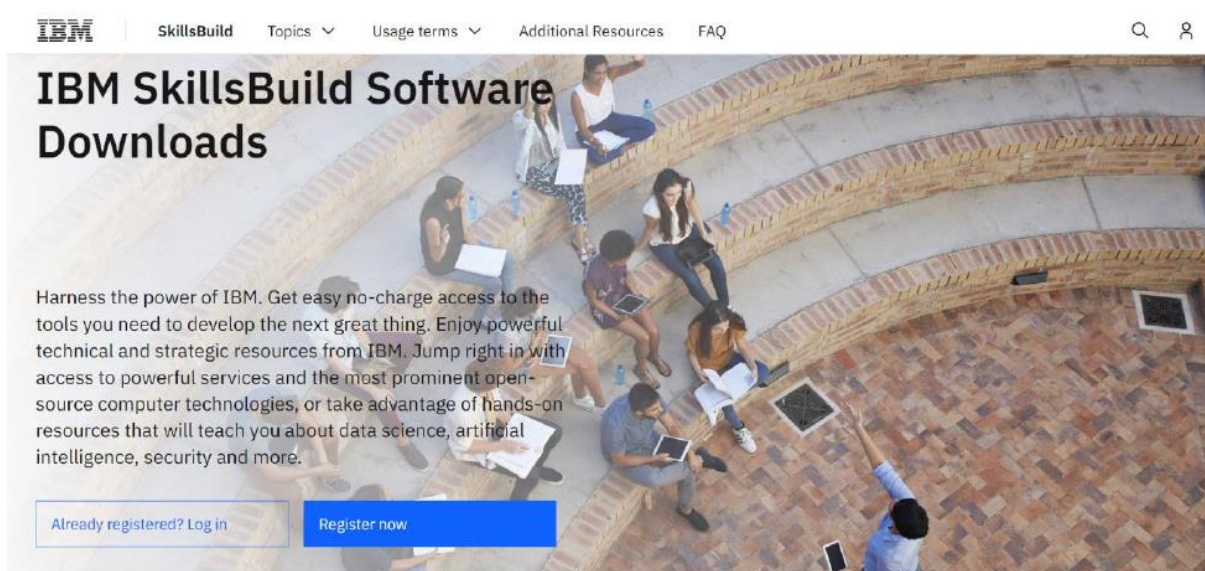 IBM SkillsBuild Topics Usage terms Additional Resources FAQ
IBM SkillsBuild Software
Downloads
Harness the power of IBM. Get easy no-charge access to the
tools you need to develop the next great thing. Enjoy powerful
technical and strategic resources from IBM. Jump right in with
access to powerful services and the most prominent open-
source computer technologies, or take advantage of hands-on
resources that will teach you about data science, artificial
intelligence, security and more.
Already registered? Log in Register now